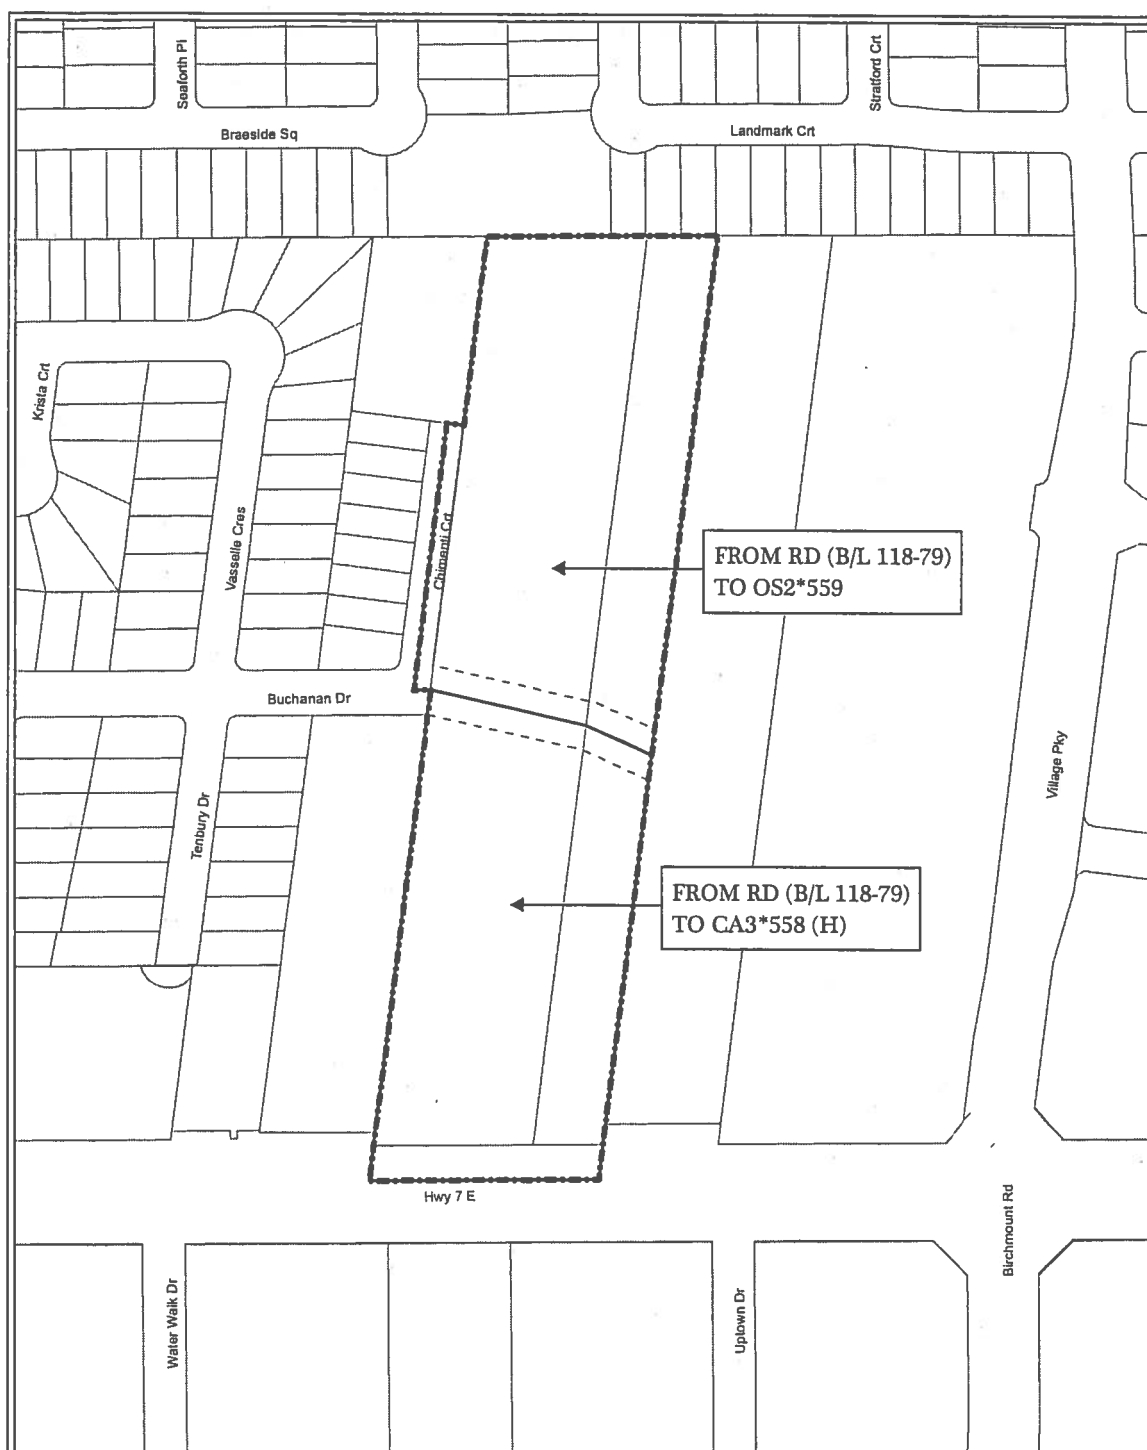 Seaforth Pl
Stratford Crt
Braeside Sq
Landmark Crt
Krista Crt
Vasselle Cres
Chimenti Crt
FROM RD (B/L 118-79)
TO OS2*559
Buchanan Dr
Village Pky
Tenbury Dr
FROM RD (B/L 118-79)
TO CA3*558 (H)
Hwy 7 E
Birchmount Rd
Water Walk Dr
Uptown Dr